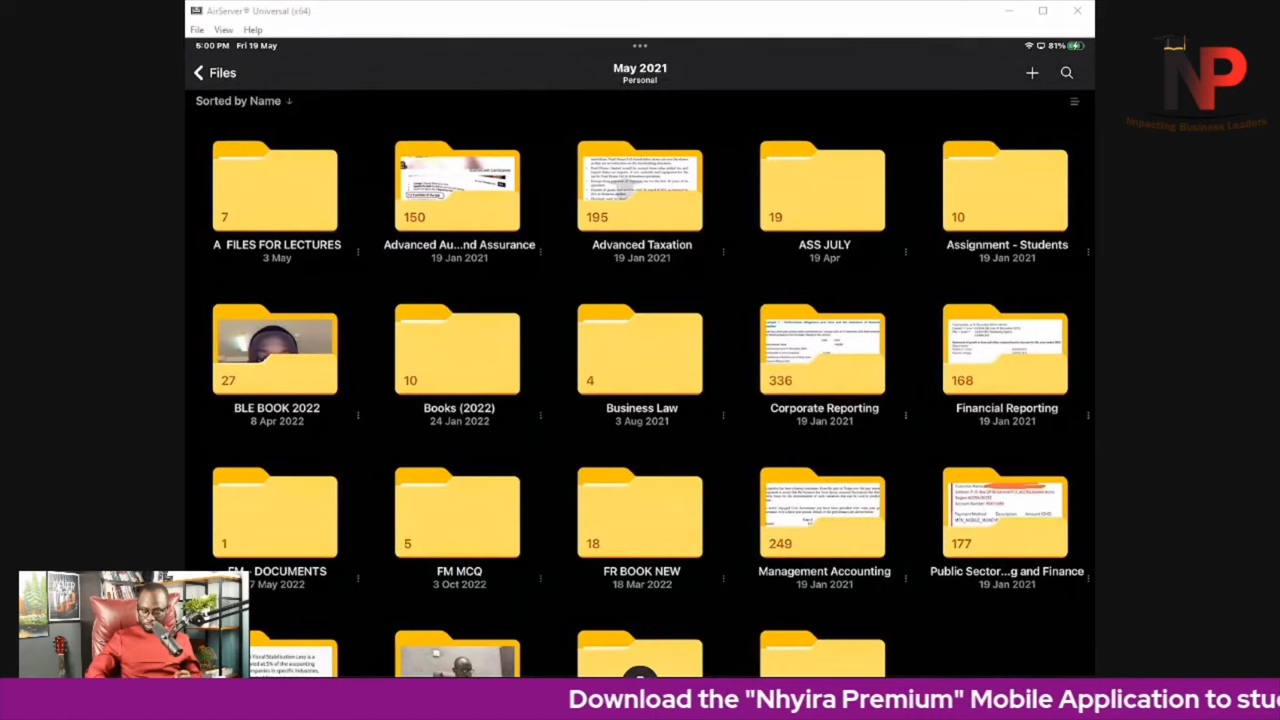 AirServer® Universal (x64)
File View Help
5:00 PM Fri 19 May
81%
Files
May 2021
Personal
Sorted by Name ↓
NP
Impacting Business Leaders
7
150
195
19
10
A FILES FOR LECTURES
Advanced Au...nd Assurance
Advanced Taxation
ASS JULY
Assignment - Students
3 May
19 Jan 2021
19 Jan 2021
19 Apr
19 Jan 2021
27
10
4
336
168
BLE BOOK 2022
Books (2022)
Business Law
Corporate Reporting
Financial Reporting
8 Apr 2022
24 Jan 2022
3 Aug 2021
19 Jan 2021
19 Jan 2021
1
5
18
249
177
DOCUMENTS
FM MCQ
FR BOOK NEW
Management Accounting
Public Sector...g and Finance
May 2022
3 Oct 2022
18 Mar 2022
19 Jan 2021
19 Jan 2021
Download the "Nhyira Premium" Mobile Application to stu